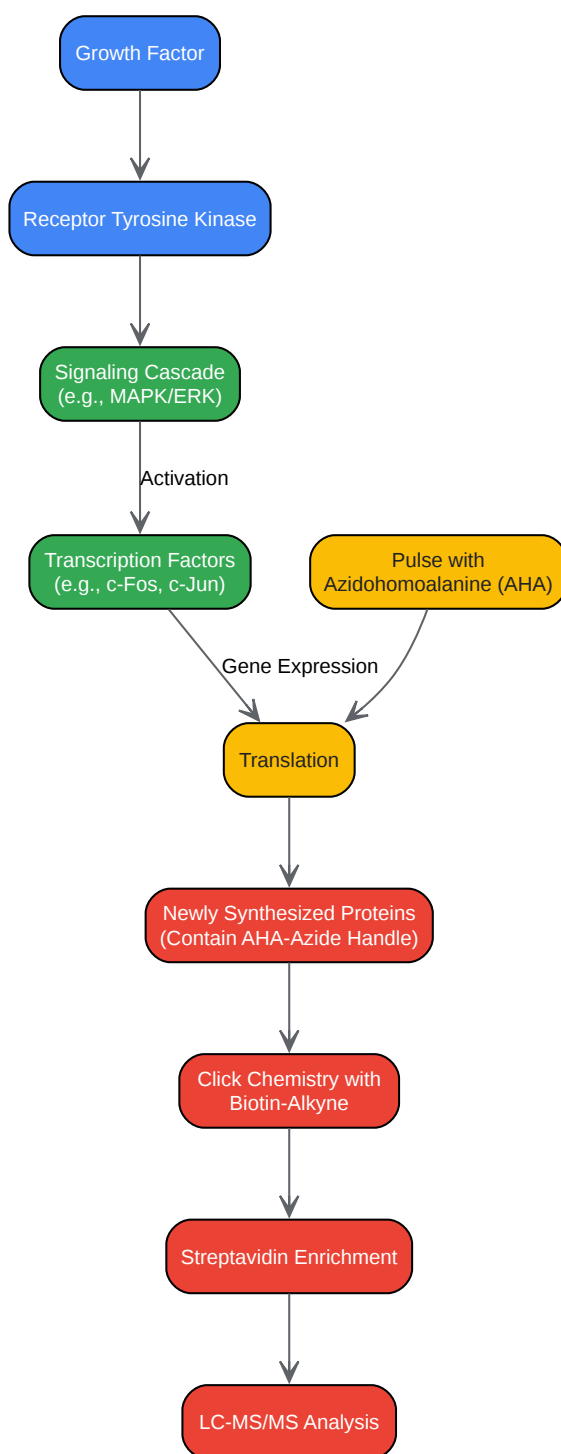 Growth Factor
Receptor Tyrosine Kinase
Signaling Cascade
(e.g., MAPK/ERK)
Activation
Transcription Factors
(e.g., c-Fos, c-Jun)
Pulse with
Azidohomoalanine (AHA)
Gene Expression
Translation
Newly Synthesized Proteins
(Contain AHA-Azide Handle)
Click Chemistry with
Biotin-Alkyne
Streptavidin Enrichment
LC-MS/MS Analysis